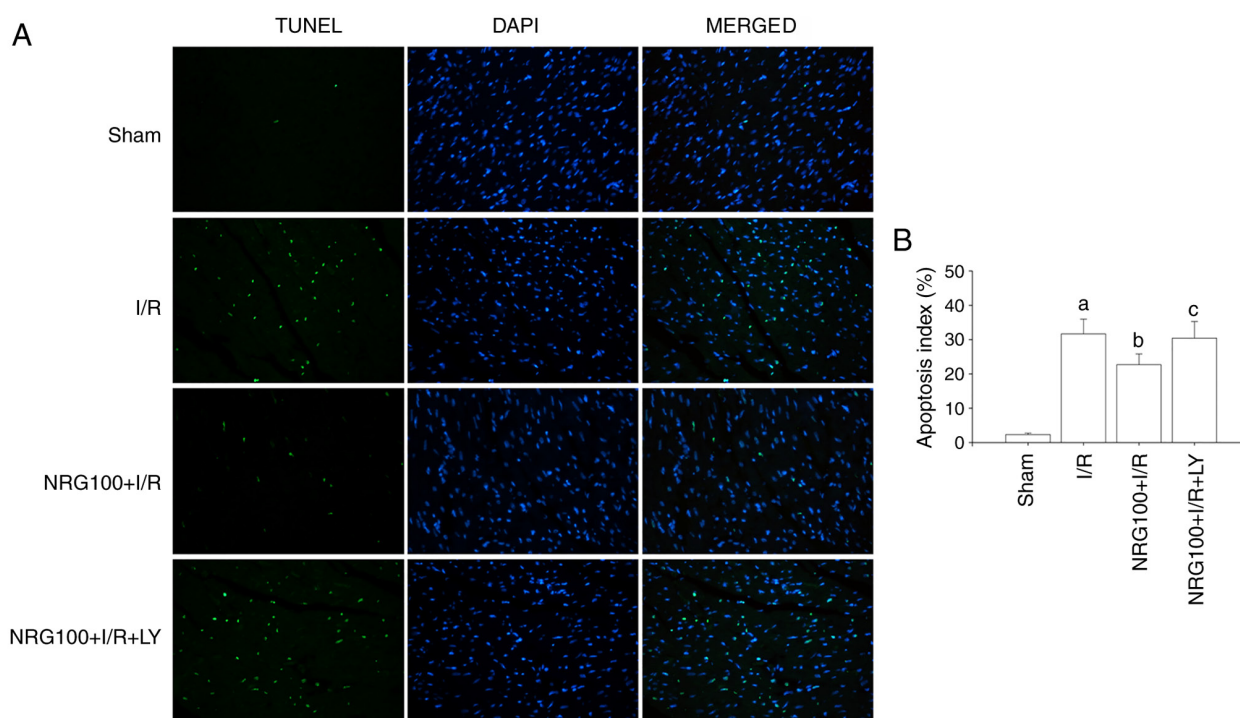 A
TUNEL
DAPI
MERGED
Sham
I/R
NRG100+I/R
NRG100+I/R+LY
B
Apoptosis index (%)
50
40
30
20
10
0
a
b
c
Sham
I/R
NRG100+I/R
NRG100+I/R+LY